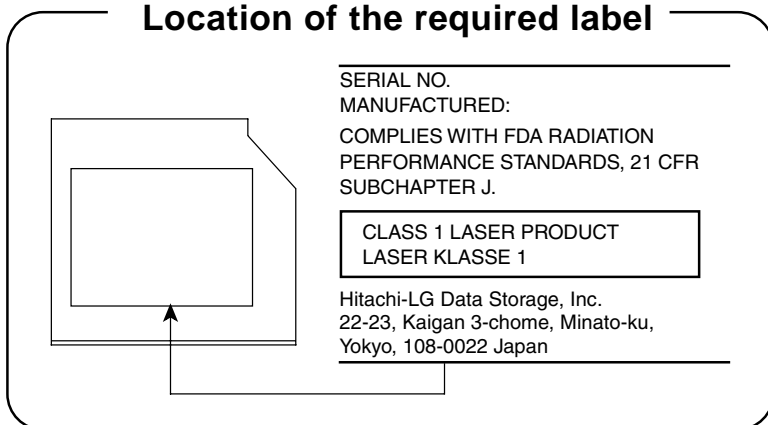 Location of the required label
SERIAL NO.
MANUFACTURED:
COMPLIES WITH FDA RADIATION
PERFORMANCE STANDARDS, 21 CFR
SUBCHAPTER J.
CLASS 1 LASER PRODUCT
LASER KLASSE 1
Hitachi-LG Data Storage, Inc.
22-23, Kaigan 3-chome, Minato-ku,
Yokyo, 108-0022 Japan